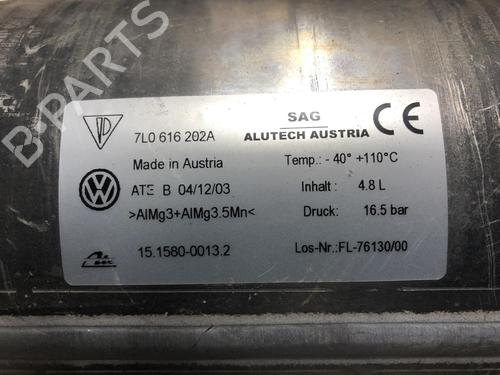 B-PARTS
7L0 616 202A
Made in Austria
ATE B 04/12/03
>AlMg3+AlMg3.5Mn<
15.1580-0013.2
SAG
ALUTECH AUSTRIA
CE
Temp.: - 40° +110°C
Inhalt : 4.8 L
Druck: 16.5 bar
Los-Nr.:FL-76130/00